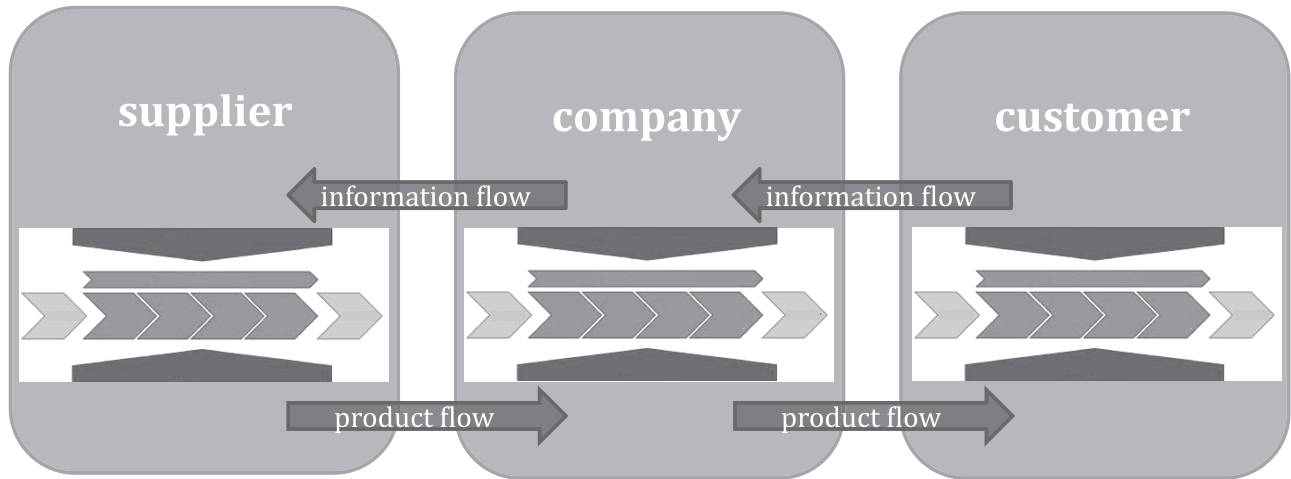 supplier
company
customer
information flow
information flow
product flow
product flow